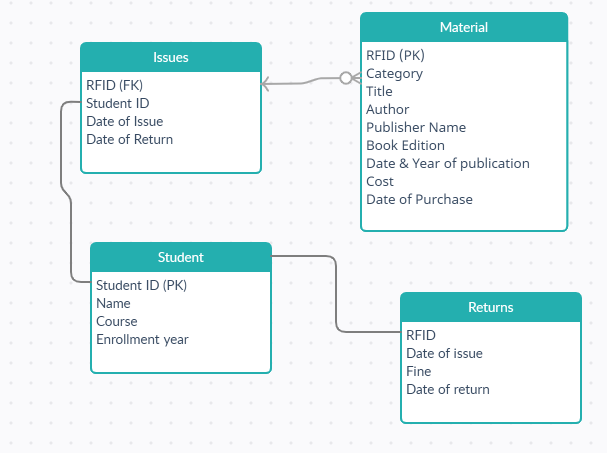 Issues
RFID (FK)
Student ID
Date of Issue
Date of Return
Material
RFID (PK)
Category
Title
Author
Publisher Name
Book Edition
Date & Year of publication
Cost
Date of Purchase
Student
Student ID (PK)
Name
Course
Enrollment year
Returns
RFID
Date of issue
Fine
Date of return